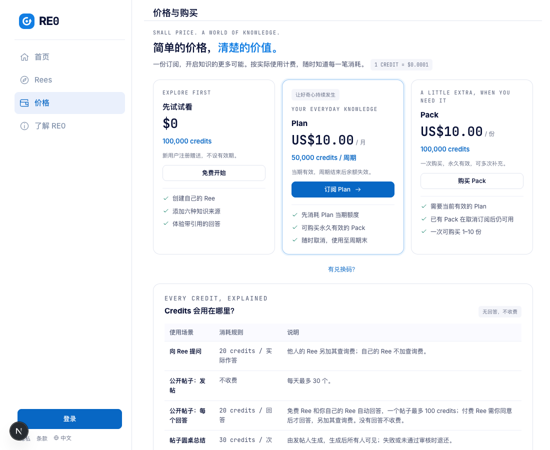 RE0
首页
Rees
价格
了解 RE0
登录
条款
中文
N
价格与购买
SMALL PRICE. A WORLD OF KNOWLEDGE.
简单的价格，清楚的价值。
一份订阅，开启知识的更多可能。按实际使用计费，随时知道每一笔消耗。
1 CREDIT = $0.0001
EXPLORE FIRST
先试试看
$0
100,000 credits
新用户注册赠送，不设有效期。
免费开始
创建自己的 Ree
添加六种知识来源
体验带引用的回答
让好奇心持续发生
YOUR EVERYDAY KNOWLEDGE
Plan
US$10.00 / 月
50,000 credits / 周期
当期有效，周期结束后余额失效。
订阅 Plan →
先消耗 Plan 当期额度
可购买永久有效的 Pack
随时取消，使用至周期末
A LITTLE EXTRA, WHEN YOU
NEED IT
Pack
US$10.00 / 份
100,000 credits
一次购买，永久有效，可多次补充。
购买 Pack
需要当前有效的 Plan
已有 Pack 在取消订阅后仍可用
一次可购买 1–10 份
有兑换码？
EVERY CREDIT, EXPLAINED
Credits 会用在哪里？
无回答，不收费
使用场景 消耗规则 说明
向 Ree 提问 20 credits / 实际作答 他人的 Ree 另加其查询费；自己的 Ree 不加查询费。
公开帖子：发帖 不收费 每天最多 30 个。
公开帖子：每个回答 20 credits / 回答 免费 Ree 和你自己的 Ree 自动回答，一个帖子最多 100 credits；付费 Ree 需你同意后才回答，另加其查询费。没有回答不收费。
帖子圆桌总结 30 credits / 次 由发帖人生成，生成后所有人可见；失败或未通过审核时退还。